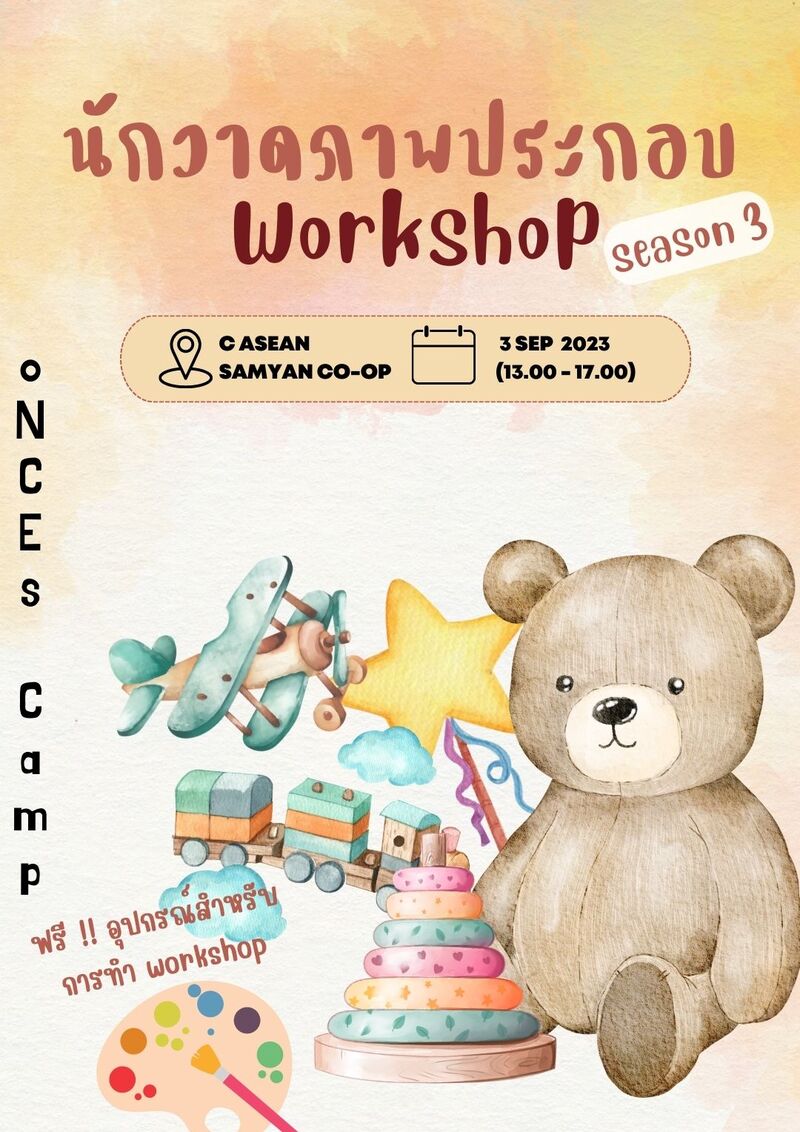 นักวาดภาพประกอบ
Workshop
season 3
C ASEAN
SAMYAN CO-OP
3 SEP 2023
(13.00 - 17.00)
oNCEs Camp
ฟรี !! อุปกรณ์สำหรับ
การทำ workshop